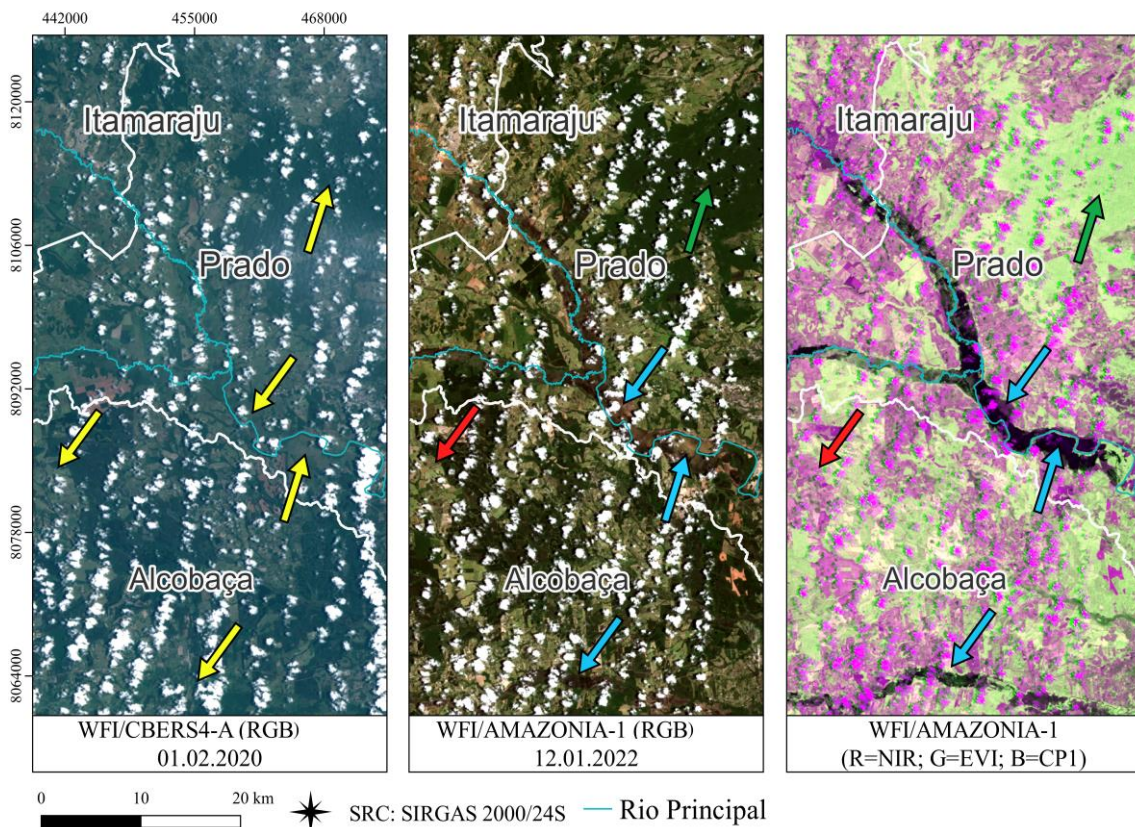 442000 455000 468000
8120000
8106000
8092000
8078000
8064000
Itamaraju
Prado
Alcobaça
Itamaraju
Prado
Alcobaça
Itamaraju
Prado
Alcobaça
WFI/CBERS4-A (RGB)
01.02.2020
WFI/AMAZONIA-1 (RGB)
12.01.2022
WFI/AMAZONIA-1
(R=NIR; G=EVI; B=CP1)
0 10 20 km
SRC: SIRGAS 2000/24S
Rio Principal